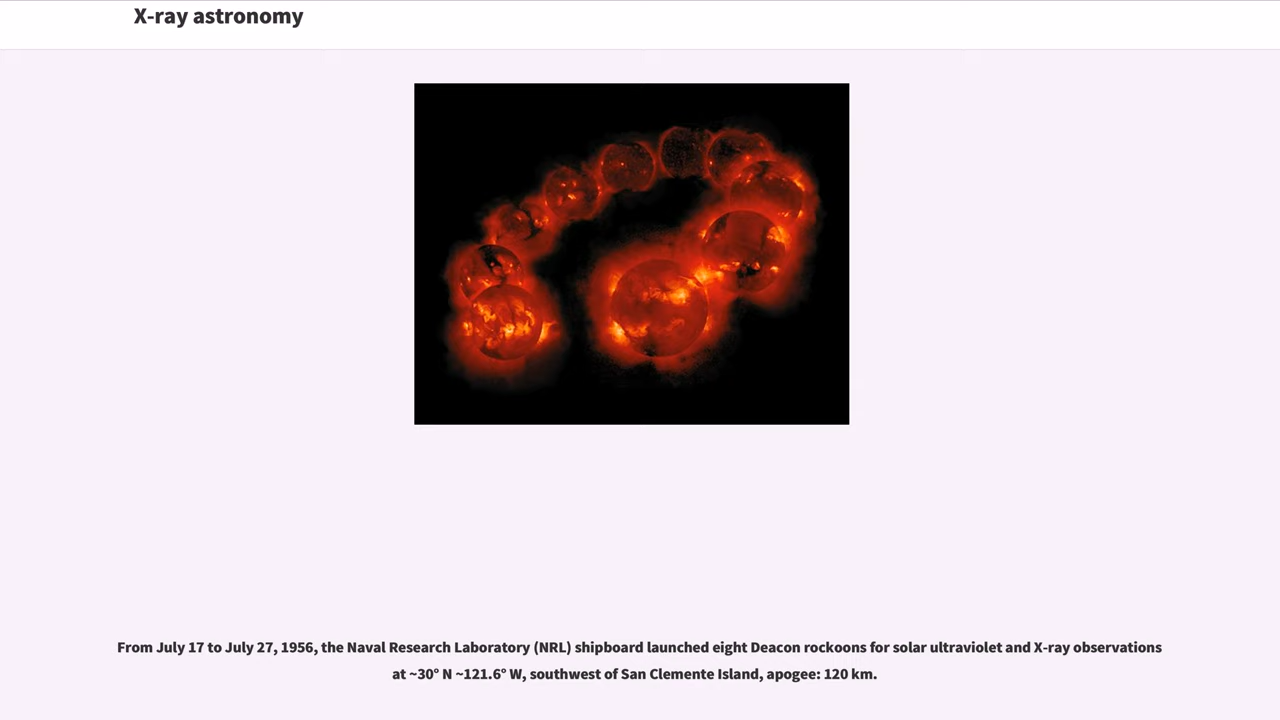 X-ray astronomy
From July 17 to July 27, 1956, the Naval Research Laboratory (NRL) shipboard launched eight Deacon rockoons for solar ultraviolet and X-ray observations
at ~30° N ~121.6° W, southwest of San Clemente Island, apogee: 120 km.